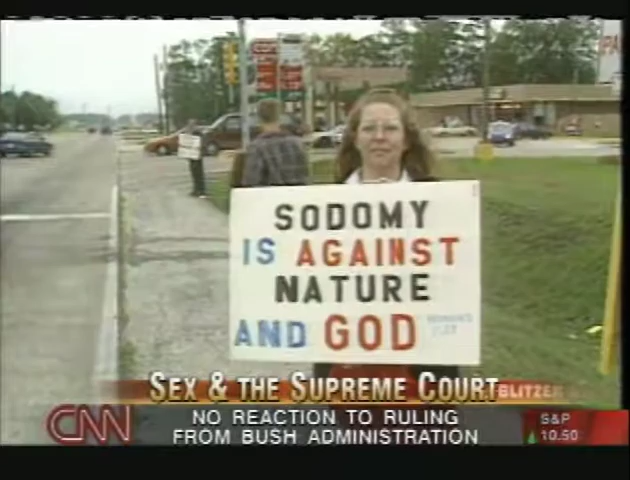 SODOMY
IS AGAINST
NATURE
AND GOD
SEX & THE SUPREME COURT
BLITZER
CNN
NO REACTION TO RULING
FROM BUSH ADMINISTRATION
S&P
10.50